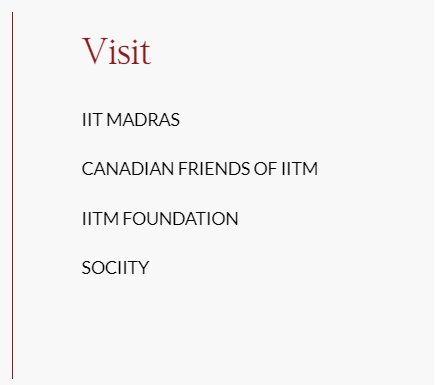 Visit
IIT MADRAS
CANADIAN FRIENDS OF IITM
IITM FOUNDATION
SOCIITY